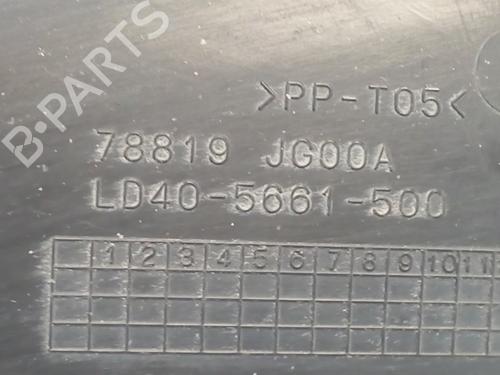 B-PARTS
>PP-T05<
78819 JG00A
LD40-5661-500
1 2 3 4 5 6 7 8 9 10 11
B-PARTS